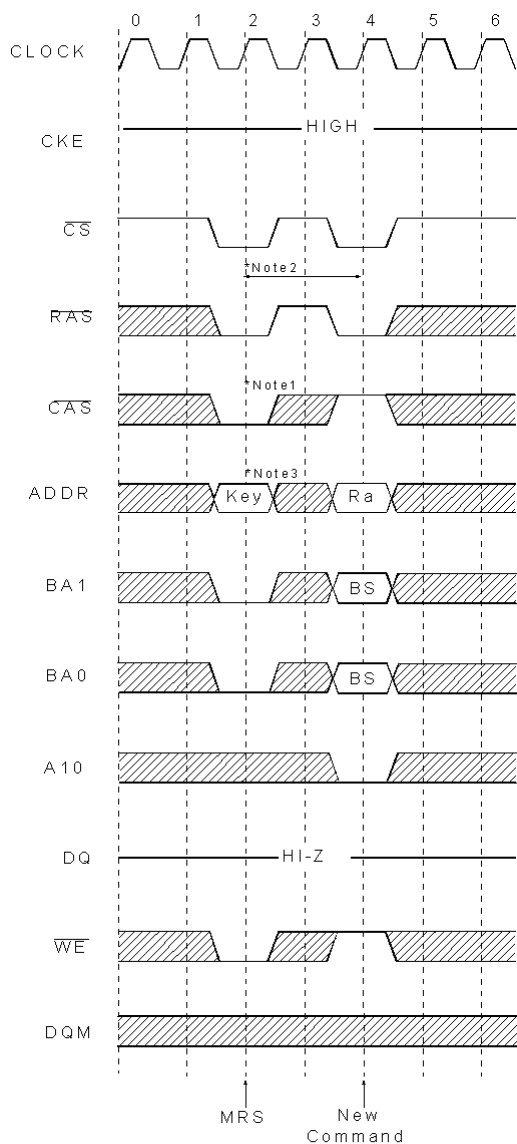 0 1 2 3 4 5 6
CLOCK
HIGH
CKE
CS
*Note2
RAS
*Note1
CAS
*Note3
ADDR Key Ra
BA1 BS
BA0 BS
A10
DQ HI-Z
WE
DQM
MRS
New
Command